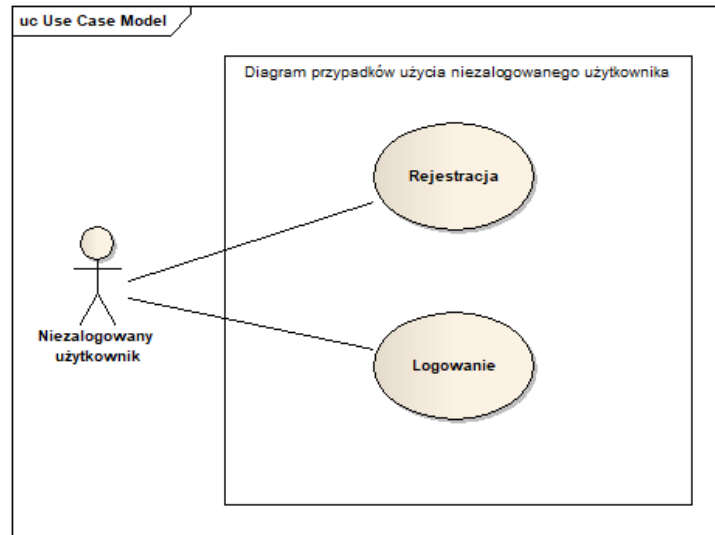 uc Use Case Model
Diagram przypadków użycia niezalogowanego użytkownika
Rejestracja
Niezalogowany
użytkownik
Logowanie